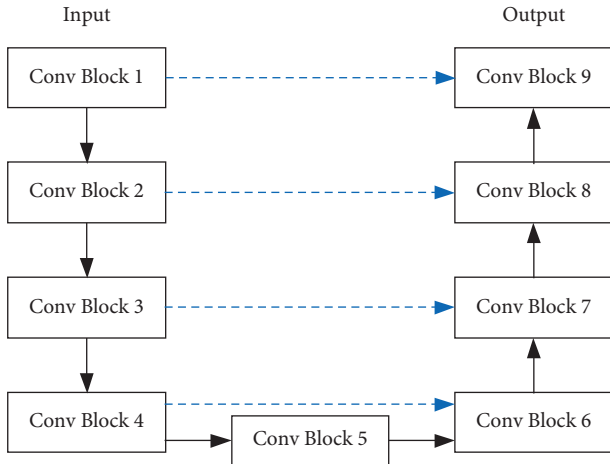 Input
Output
Conv Block 1
Conv Block 9
Conv Block 2
Conv Block 8
Conv Block 3
Conv Block 7
Conv Block 4
Conv Block 5
Conv Block 6